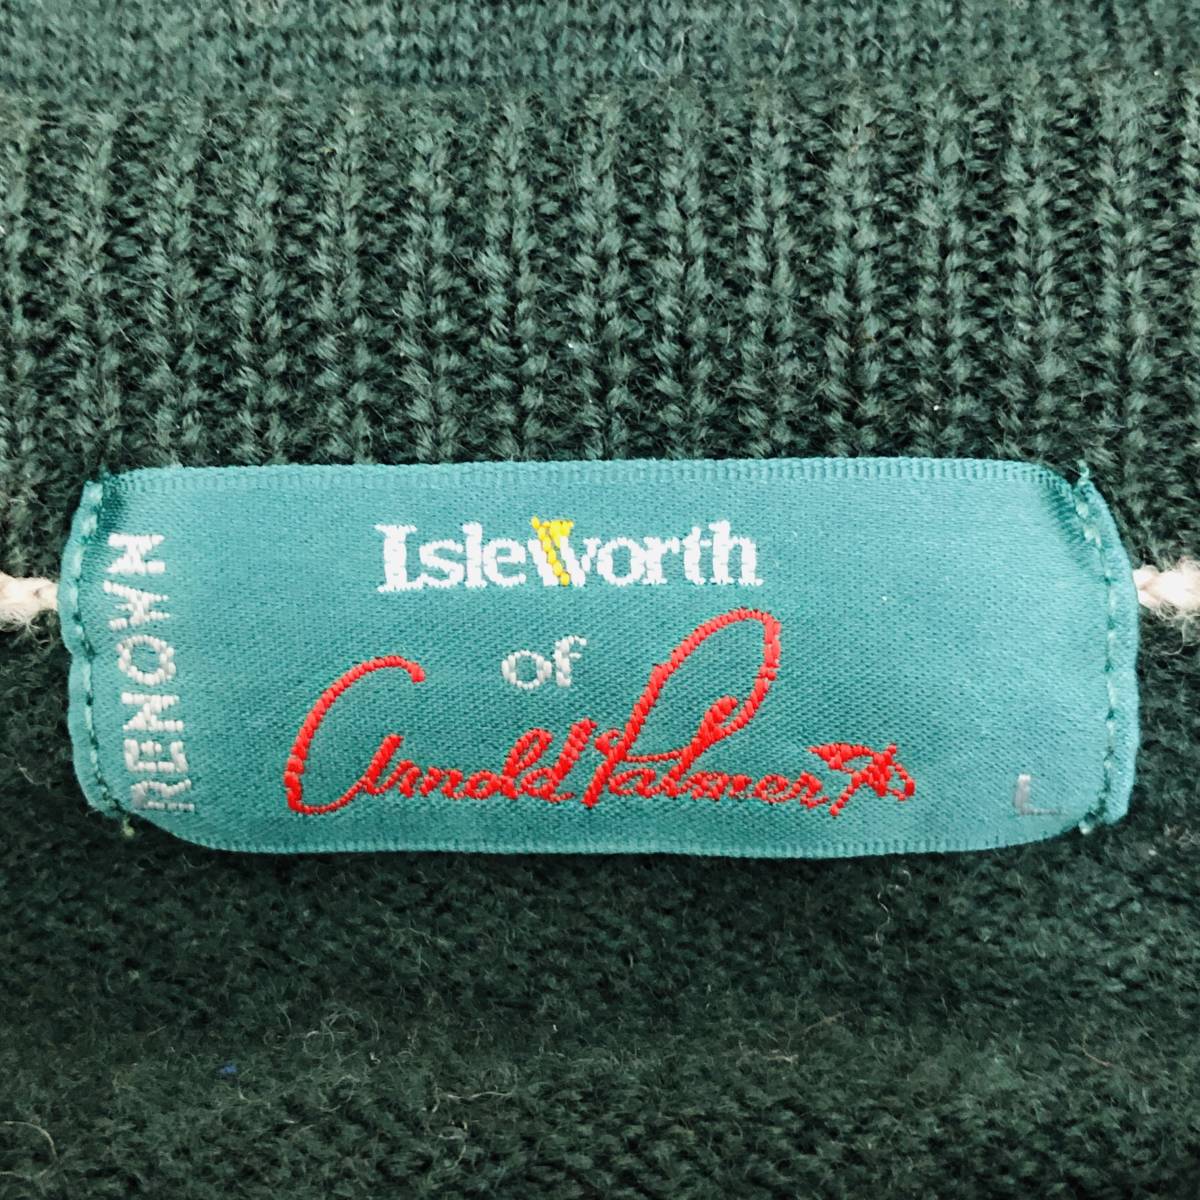 IsleWorth
of
Arnold Palmer
RENOWN
L